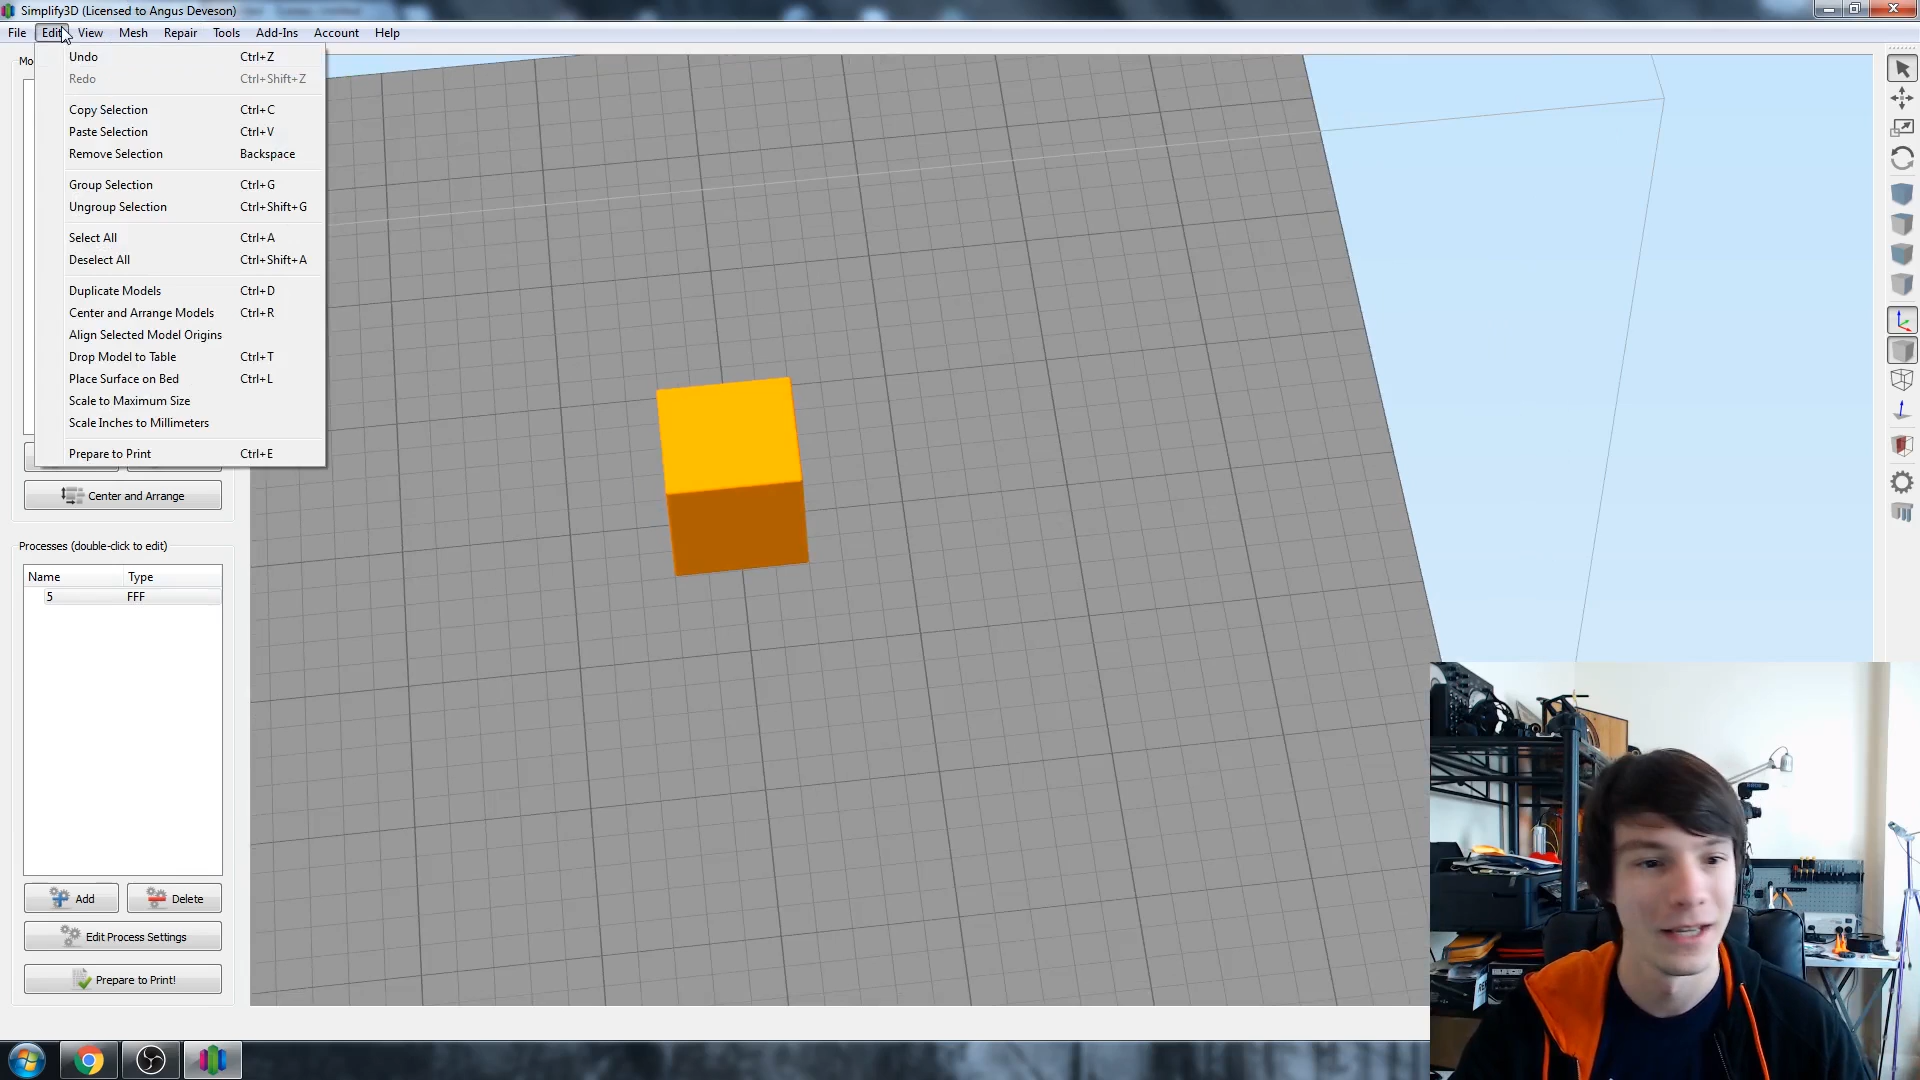 Simplify3D (Licensed to Angus Deveson)
File Edit View Mesh Repair Tools Add-Ins Account Help
Undo Ctrl+Z
Redo Ctrl+Shift+Z
Copy Selection Ctrl+C
Paste Selection Ctrl+V
Remove Selection Backspace
Group Selection Ctrl+G
Ungroup Selection Ctrl+Shift+G
Select All Ctrl+A
Deselect All Ctrl+Shift+A
Duplicate Models Ctrl+D
Center and Arrange Models Ctrl+R
Align Selected Model Origins
Drop Model to Table Ctrl+T
Place Surface on Bed Ctrl+L
Scale to Maximum Size
Scale Inches to Millimeters
Prepare to Print Ctrl+E
Center and Arrange
Processes (double-click to edit)
Name Type
5 FFF
Add Delete
Edit Process Settings
Prepare to Print!